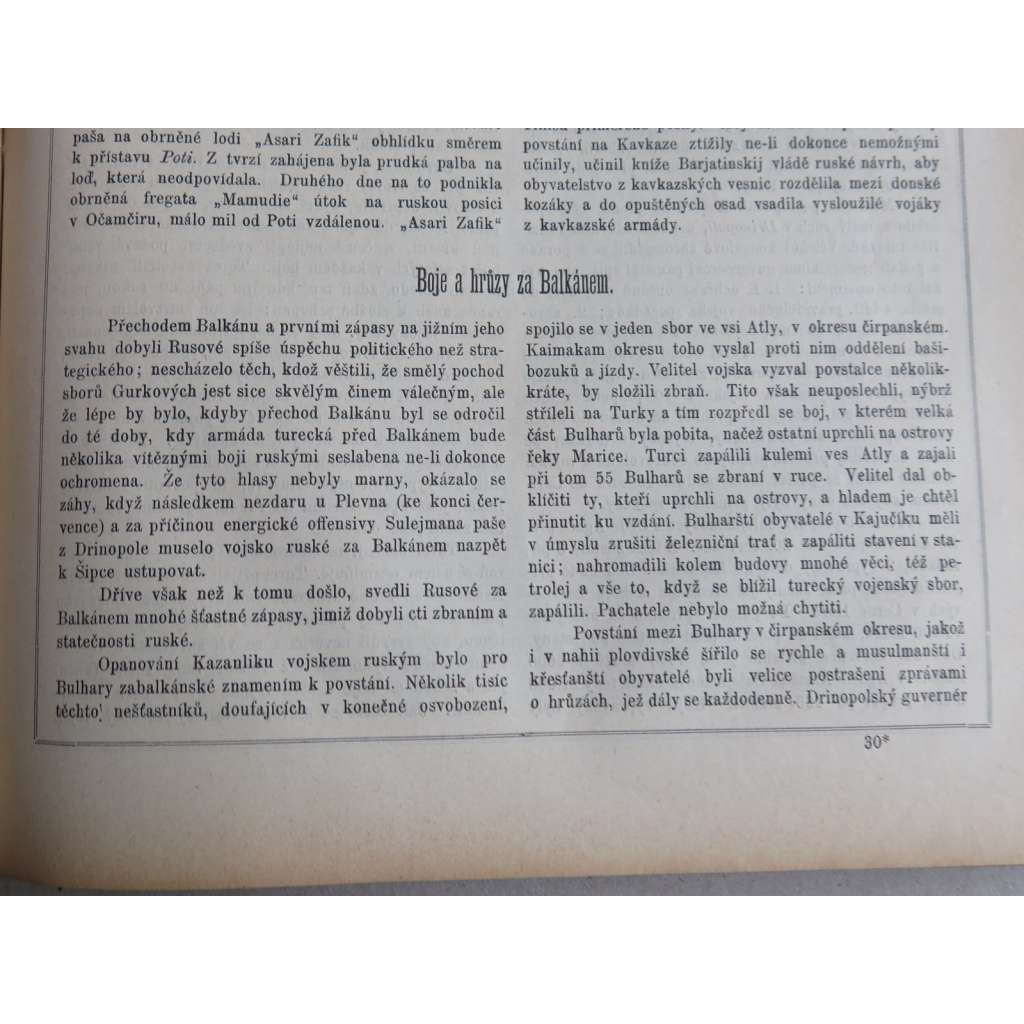 paša na obrněné lodi „Asari Zafik“ obhlídku směrem
k přístavu Poti. Z tvrzí zahájena byla prudká palba na
loď, která neodpovídala. Druhého dne na to podnikla
obrněná fregata „Mamudie“ útok na ruskou posici
v Očamčiru, málo mil od Poti vzdálenou. „Asari Zafik“
povstání na Kavkaze ztížily ne-li dokonce nemožnými
učinily, učinil kníže Barjatinskij vládě ruské návrh, aby
obyvatelstvo z kavkazských vesnic rozdělila mezi donské
kozáky a do opuštěných osad vsadila vysloužilé vojáky
z kavkazské armády.
Boje a hrůzy za Balkánem.
Přechodem Balkánu a prvními zápasy na jižním jeho
svahu dobyli Rusové spíše úspěchu politického než stra-
tegického; nescházelo těch, kdož věštili, že smělý pochod
sborů Gurkových jest sice skvělým činem válečným, ale
že lépe by bylo, kdyby přechod Balkánu byl se odročil
do té doby, kdy armáda turecká před Balkánem bude
několika vítěznými boji ruskými seslabena ne-li dokonce
ochromena. Že tyto hlasy nebyly marny, okázalo se
záhy, když následkem nezdaru u Plevna (ke konci čer-
vence) a za příčinou energické offensivy Sulejmana paše
z Drinopole muselo vojsko ruské za Balkánem nazpět
k Šipce ustupovat.
Dříve však než k tomu došlo, svedli Rusové za
Balkánem mnohé šťastné zápasy, jimiž dobyli cti zbraním a
statečnosti ruské.
Opanování Kazanliku vojskem ruským bylo pro
Bulhary zabalkánské znamením k povstání. Několik tisíc
těchto nešťastníků, doufajících v konečné osvobození,
spojilo se v jeden sbor ve vsi Atly, v okresu čirpanském.
Kaimakam okresu toho vyslal proti nim oddělení baši-
bozuků a jízdy. Velitel vojska vyzval povstalce několik-
kráte, by složili zbraň. Tito však neuposlechli, nýbrž
stříleli na Turky a tím rozpředl se boj, v kterém velká
část Bulharů byla pobita, načež ostatní uprchli na ostrovy
řeky Marice. Turci zapálili kulemi ves Atly a zajali
při tom 55 Bulharů se zbraní v ruce. Velitel dal ob-
klíčiti ty, kteří uprchli na ostrovy, a hladem je chtěl
přinutit ku vzdání. Bulharští obyvatelé v Kajučíku měli
v úmyslu zrušiti železniční trať a zapáliti stavení v sta-
nici; nahromadili kolem budovy mnohé věci, též pe-
trolej a vše to, když se blížil turecký vojenský sbor,
zapálili. Pachatele nebylo možná chytiti.
Povstání mezi Bulhary v čirpanském okresu, jakož
i v nahii plovdivské šířilo se rychle a musulmanští i
křesťanští obyvatelé byli velice postrašeni zprávami
o hrůzách, jež dály se každodenně. Drinopolský guvernér
30*